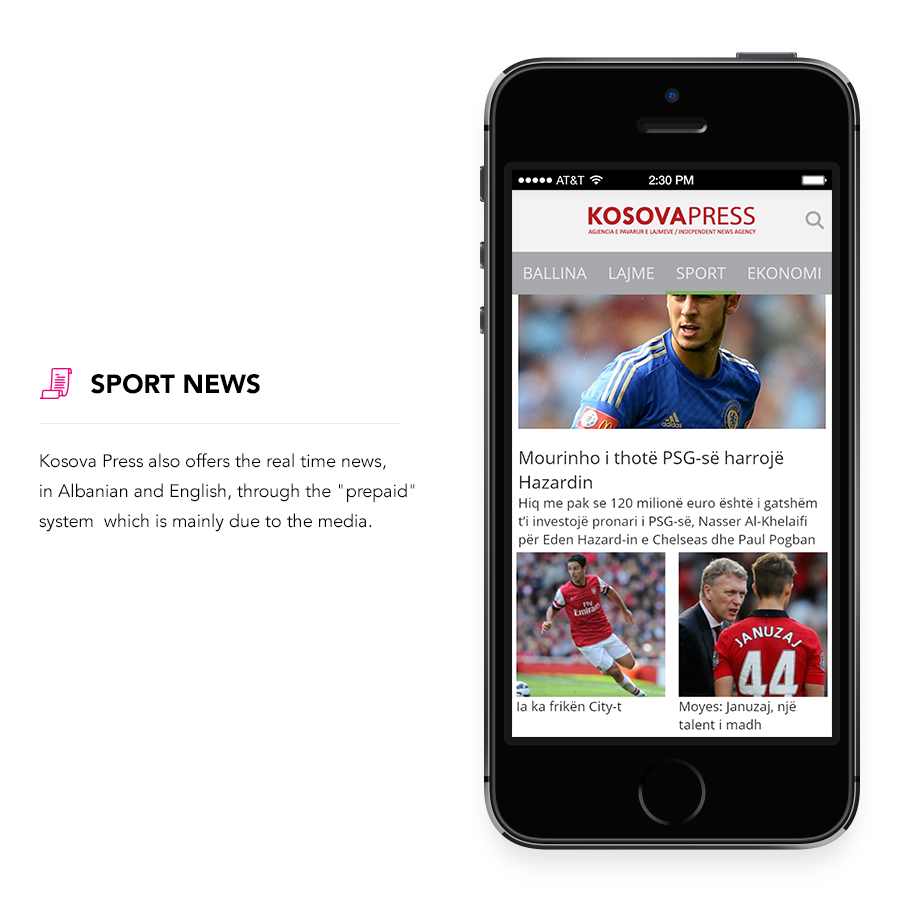 SPORT NEWS
Kosova Press also offers the real time news,
in Albanian and English, through the "prepaid"
system  which is mainly due to the media.
AT&T
2:30 PM
KOSOVAPRESS
AGJENCIA E PAVARUR E LAJMEVE / INDEPENDENT NEWS AGENCY
BALLINA LAJME SPORT EKONOMI
adidas
Mourinho i thotë PSG-së harrojë
Hazardin
Hiq me pak se 120 milionë euro është i gatshëm
t'i investojë pronari i PSG-së, Nasser Al-Khelaifi
për Eden Hazard-in e Chelseas dhe Paul Pogban
Fly
Emirates
JANUZAJ
44
Ia ka frikën City-t
Moyes: Januzaj, një
talent i madh